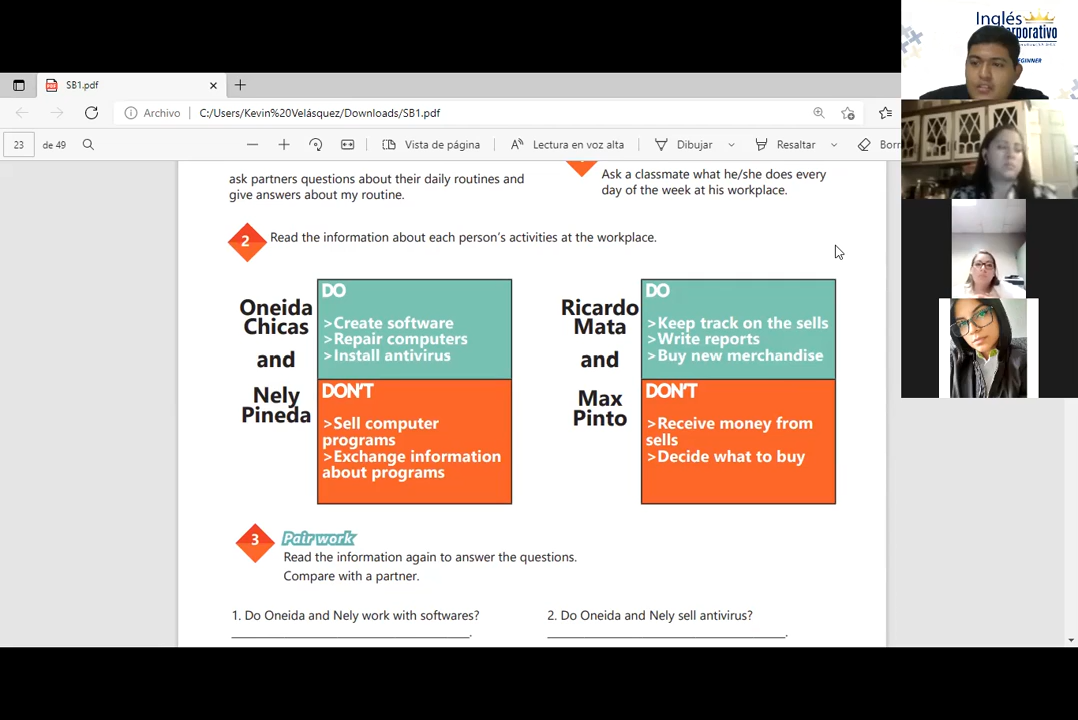 SB1.pdf
Archivo
C:/Users/Kevin%20Velásquez/Downloads/SB1.pdf
23
de 49
Vista de página
Lectura en voz alta
Dibujar
Resaltar
Borr
Inglés
orporativo
EGINNER
ask partners questions about their daily routines and
give answers about my routine.
Ask a classmate what he/she does every
day of the week at his workplace.
2
Read the information about each person's activities at the workplace.
Oneida
Chicas
and
Nely
Pineda
DO
>Create software
>Repair computers
>Install antivirus
DON'T
>Sell computer
programs
>Exchange information
about programs
Ricardo
Mata
and
Max
Pinto
DO
>Keep track on the sells
>Write reports
>Buy new merchandise
DON'T
>Receive money from
sells
>Decide what to buy
3
Pair work
Read the information again to answer the questions.
Compare with a partner.
1. Do Oneida and Nely work with softwares?
2. Do Oneida and Nely sell antivirus?